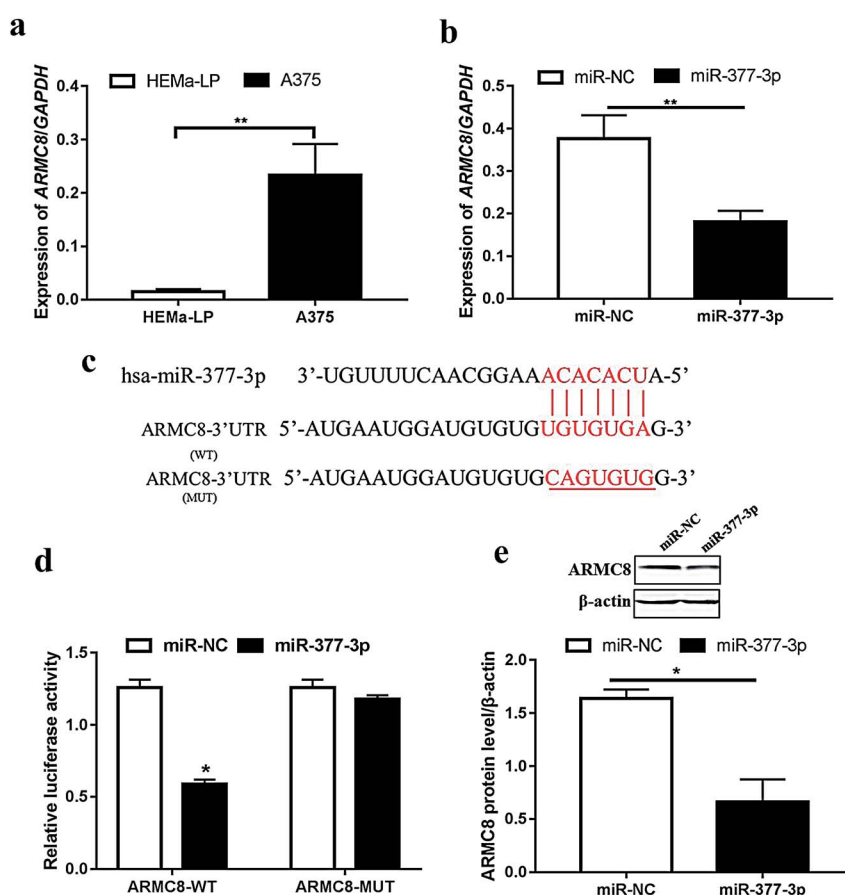 a
HEMa-LP A375
Expression of ARMC8/GAPDH
0.4
0.3
0.2
0.1
0.0
**
HEMa-LP A375
b
miR-NC miR-377-3p
Expression of ARMC8/GAPDH
0.5
0.4
0.3
0.2
0.1
0.0
**
miR-NC miR-377-3p
c
hsa-miR-377-3p 3’-UGUUUUCAACGGAAACACACUA-5’
ARMC8-3’UTR 5’-AUGAAUGGAUGUGUGUGUGUGAG-3’
(WT)
ARMC8-3’UTR 5’-AUGAAUGGAUGUGUGCAGUGUGG-3’
(MUT)
d
miR-NC miR-377-3p
Relative luciferase activity
1.5
1.0
0.5
0.0
*
ARMC8-WT ARMC8-MUT
e
miR-NC miR-377-3p
ARMC8
β-actin
miR-NC miR-377-3p
ARMC8 protein level/β-actin
2.0
1.5
1.0
0.5
0.0
*
miR-NC miR-377-3p